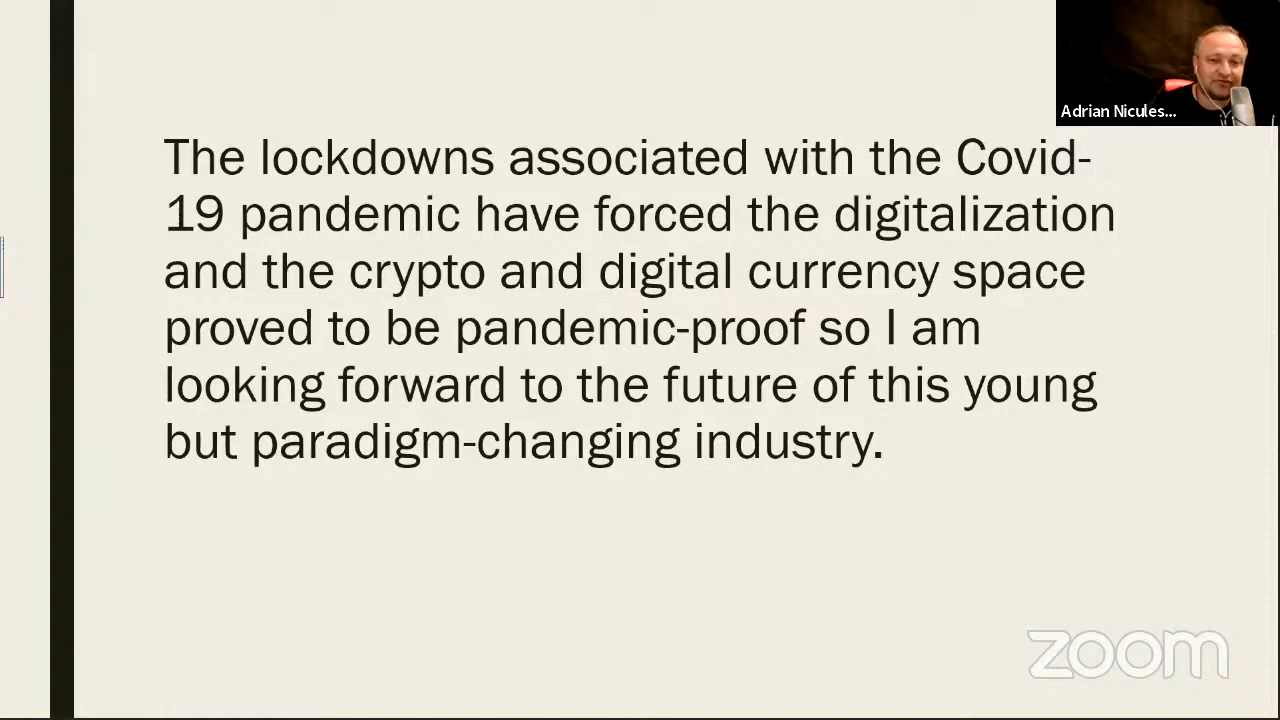 Adrian Nicules...
The lockdowns associated with the Covid-
19 pandemic have forced the digitalization
and the crypto and digital currency space
proved to be pandemic-proof so I am
looking forward to the future of this young
but paradigm-changing industry.
zoom